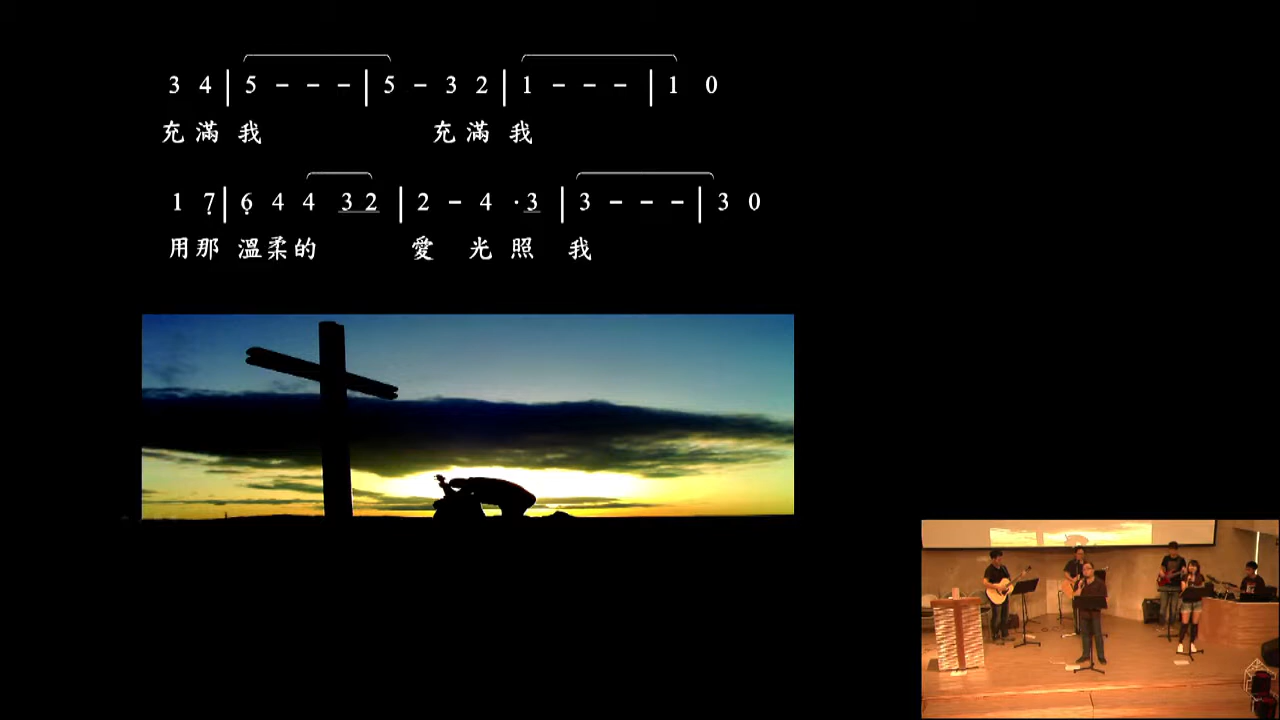 3 4 | 5 – – – | 5 – 3 2 | 1 – – – | 1 0
充滿我 充滿我
1 7̣ | 6̣ 4 4 3 2 | 2 – 4 · 3 | 3 – – – | 3 0
用那 溫柔的 愛 光照 我